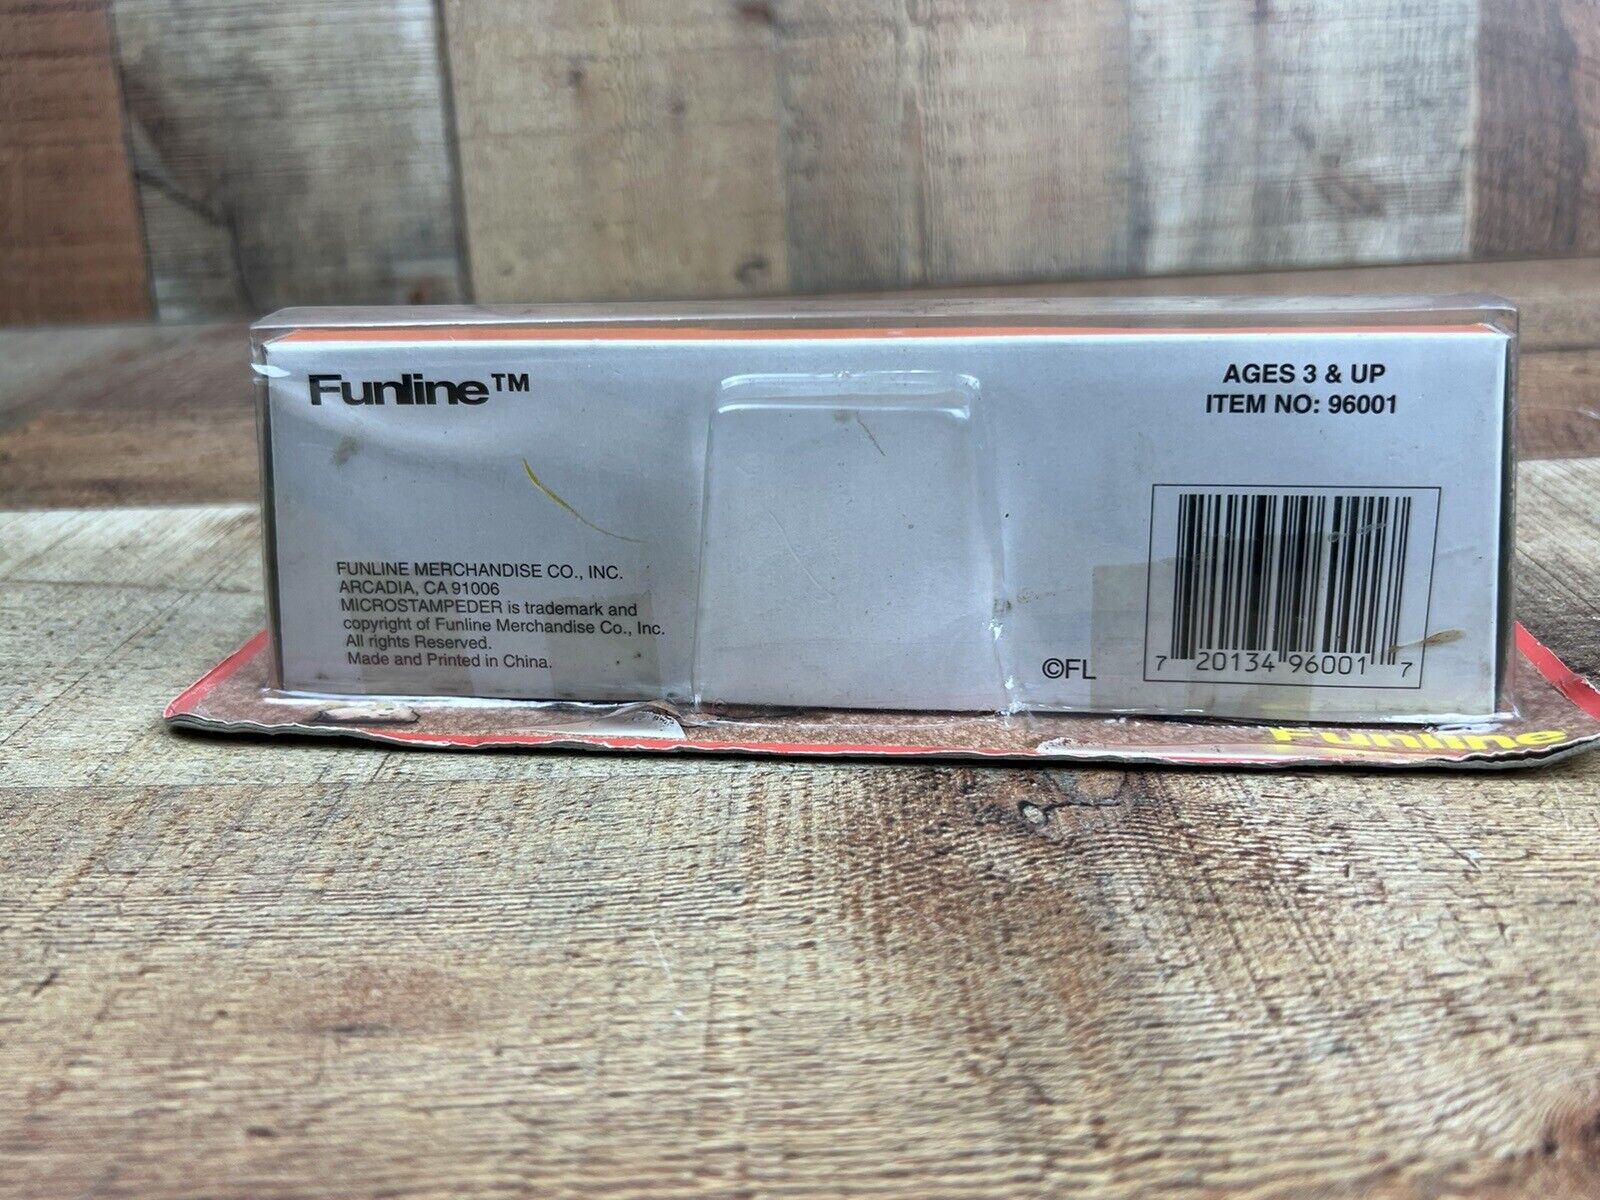 Funline™
AGES 3 & UP
ITEM NO: 96001
FUNLINE MERCHANDISE CO., INC.
ARCADIA, CA 91006
MICROSTAMPEDER is trademark and
copyright of Funline Merchandise Co., Inc.
All rights Reserved.
Made and Printed in China.
©FL
7 20134 96001 7
Funline